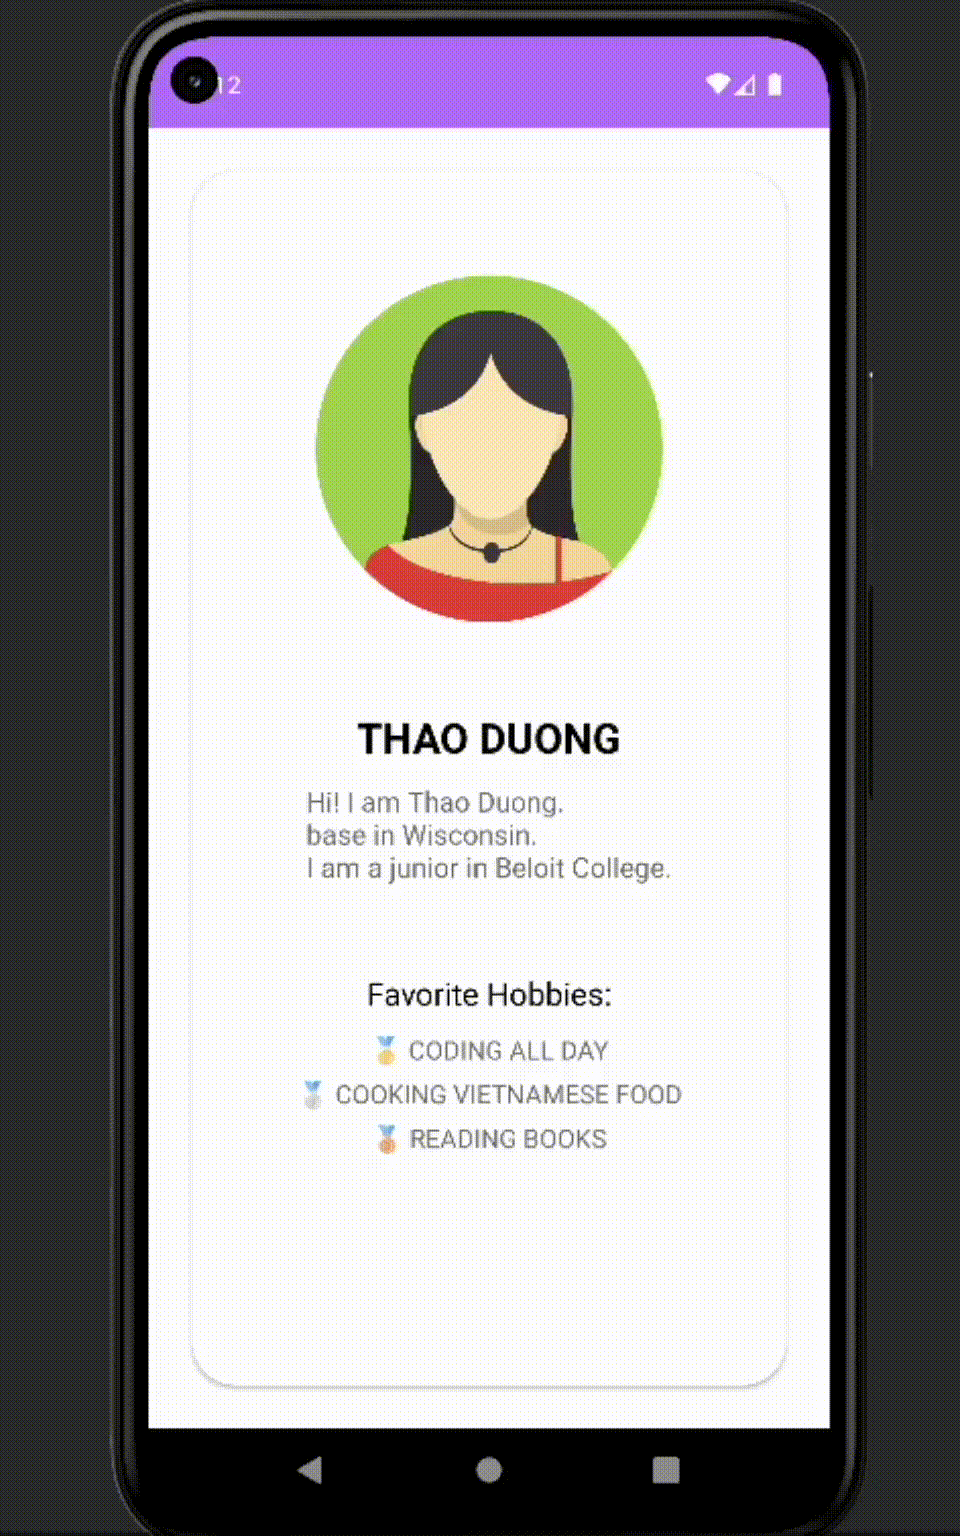 12
THAO DUONG
Hi! I am Thao Duong.
base in Wisconsin.
I am a junior in Beloit College.
Favorite Hobbies:
🥇 CODING ALL DAY
🥈 COOKING VIETNAMESE FOOD
🥉 READING BOOKS